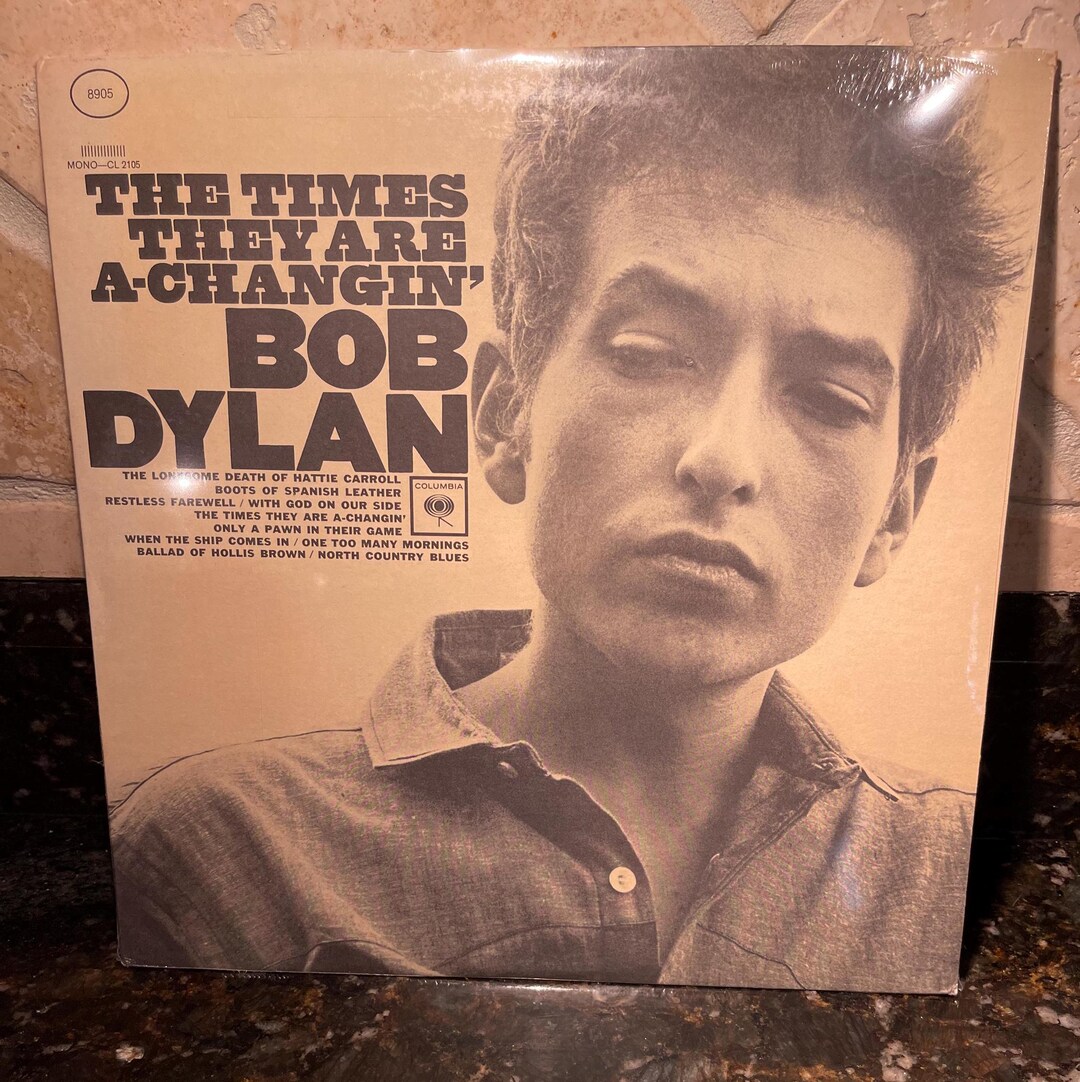 8905
MONO—CL 2105
THE TIMES
THEY ARE
A-CHANGIN'
BOB
DYLAN
THE LONESOME DEATH OF HATTIE CARROLL
BOOTS OF SPANISH LEATHER
RESTLESS FAREWELL / WITH GOD ON OUR SIDE
THE TIMES THEY ARE A-CHANGIN'
ONLY A PAWN IN THEIR GAME
WHEN THE SHIP COMES IN / ONE TOO MANY MORNINGS
BALLAD OF HOLLIS BROWN / NORTH COUNTRY BLUES
COLUMBIA